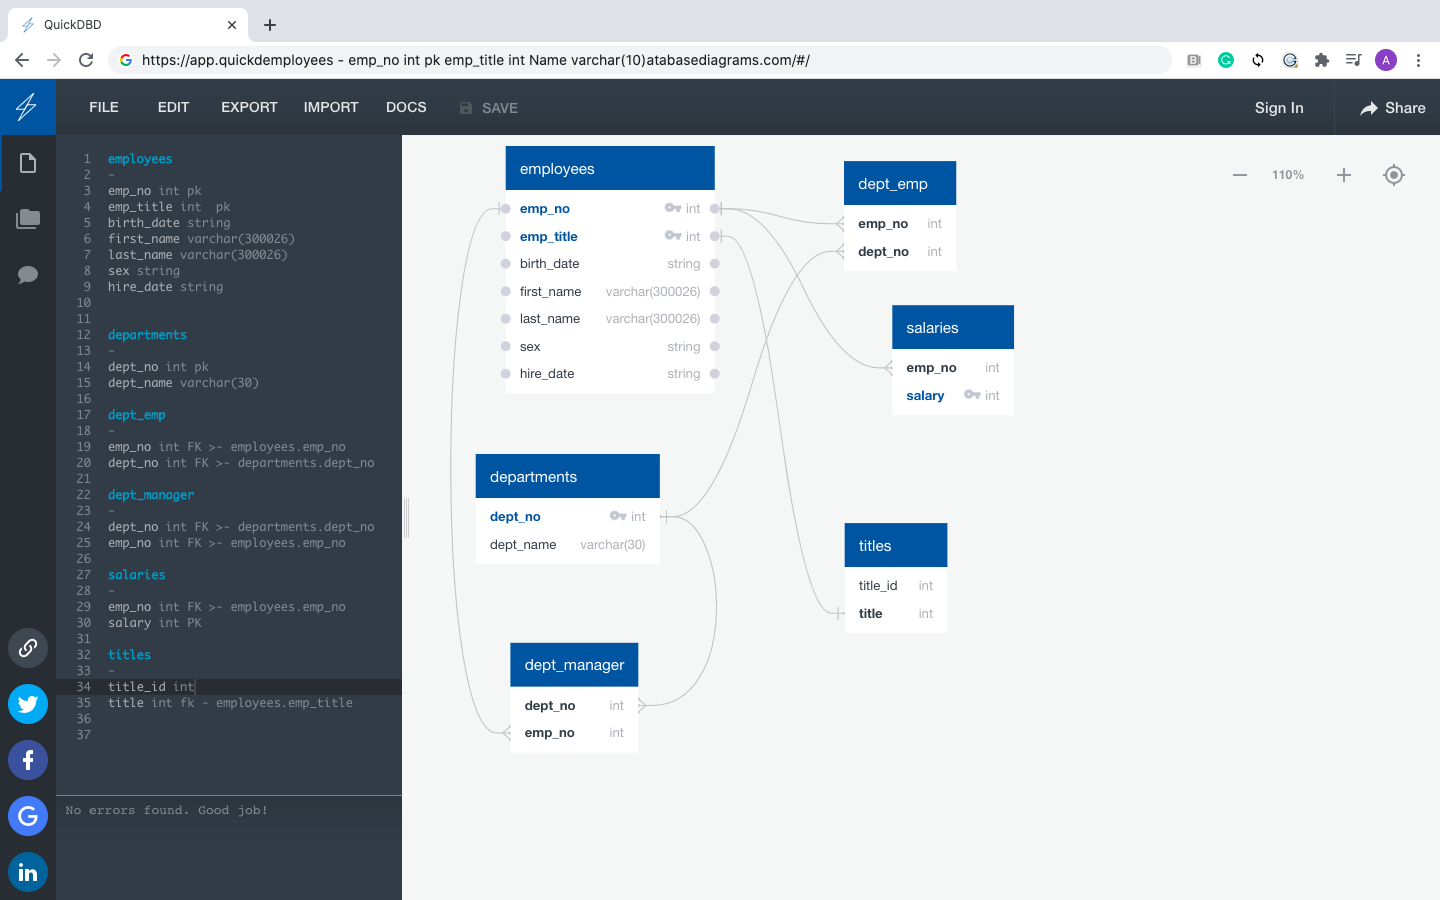 QuickDBD
https://app.quickdemployees - emp_no int pk emp_title int Name varchar(10)atabasediagrams.com/#/
A
FILE EDIT EXPORT IMPORT DOCS SAVE Sign In Share
1 employees
2 -
3 emp_no int pk
4 emp_title int  pk
5 birth_date string
6 first_name varchar(300026)
7 last_name varchar(300026)
8 sex string
9 hire_date string
10
11
12 departments
13 -
14 dept_no int pk
15 dept_name varchar(30)
16
17 dept_emp
18 -
19 emp_no int FK >- employees.emp_no
20 dept_no int FK >- departments.dept_no
21
22 dept_manager
23 -
24 dept_no int FK >- departments.dept_no
25 emp_no int FK >- employees.emp_no
26
27 salaries
28 -
29 emp_no int FK >- employees.emp_no
30 salary int PK
31
32 titles
33 -
34 title_id int
35 title int fk - employees.emp_title
36
37
No errors found. Good job!
f
G
in
110%
employees
emp_no int
emp_title int
birth_date string
first_name varchar(300026)
last_name varchar(300026)
sex string
hire_date string
dept_emp
emp_no int
dept_no int
salaries
emp_no int
salary int
departments
dept_no int
dept_name varchar(30)
titles
title_id int
title int
dept_manager
dept_no int
emp_no int